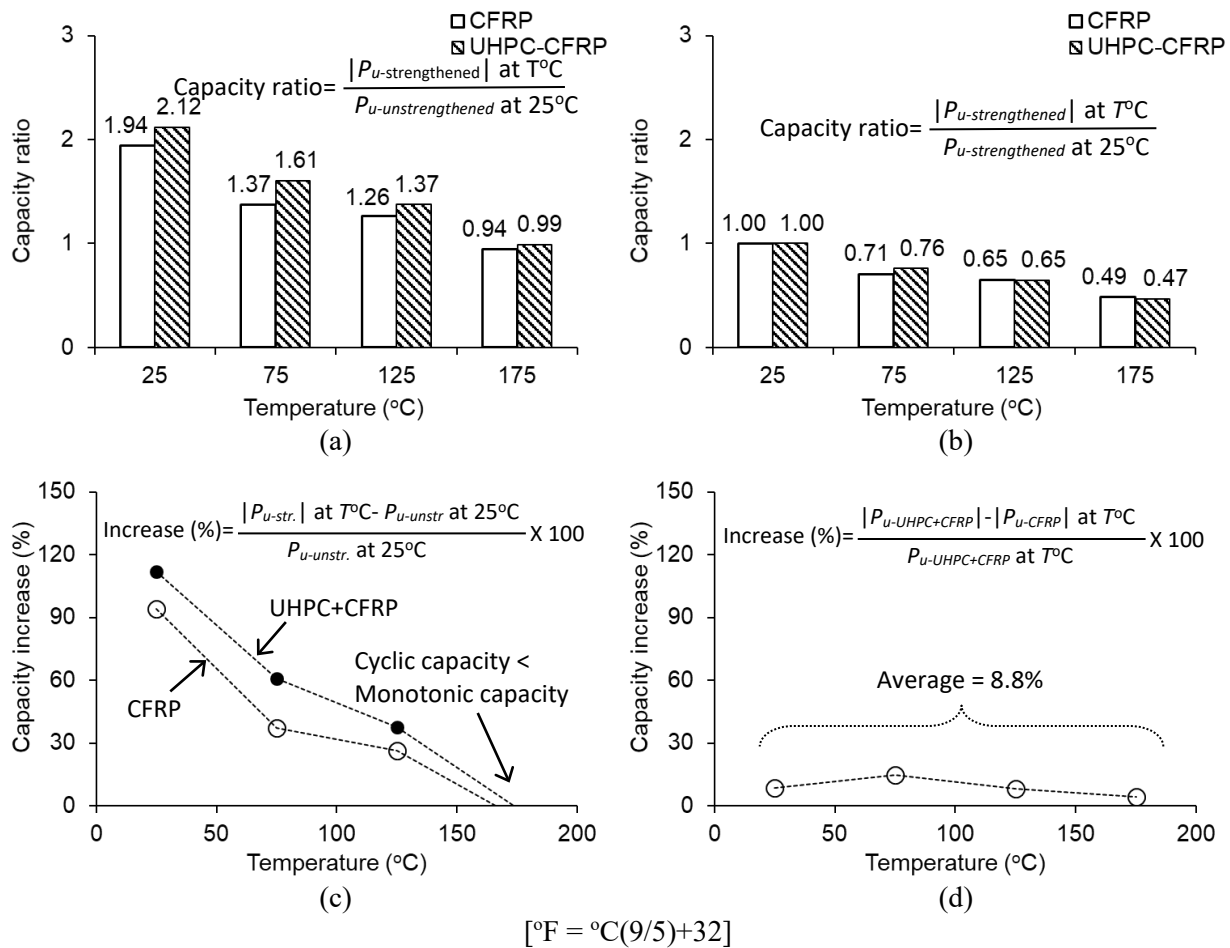 CFRP
UHPC-CFRP
3
2
1
0
Capacity ratio
Capacity ratio= |Pu-strengthened| at T°C
Pu-unstrengthened at 25°C
1.94
2.12
1.37
1.61
1.26
1.37
0.94
0.99
25 75 125 175
Temperature (°C)
(a)
CFRP
UHPC-CFRP
3
2
1
0
Capacity ratio
Capacity ratio= |Pu-strengthened| at T°C
Pu-strengthened at 25°C
1.00
1.00
0.71
0.76
0.65
0.65
0.49
0.47
25 75 125 175
Temperature (°C)
(b)
150
120
90
60
30
0
Capacity increase (%)
Increase (%)= |Pu-str.| at T°C- Pu-unstr at 25°C X 100
Pu-unstr. at 25°C
UHPC+CFRP
CFRP
Cyclic capacity <
Monotonic capacity
0 50 100 150 200
Temperature (°C)
(c)
150
120
90
60
30
0
Capacity increase (%)
Increase (%)= |Pu-UHPC+CFRP| -|Pu-CFRP| at T°C X 100
Pu-UHPC+CFRP at T°C
Average = 8.8%
0 50 100 150 200
Temperature (°C)
(d)
[°F = °C(9/5)+32]